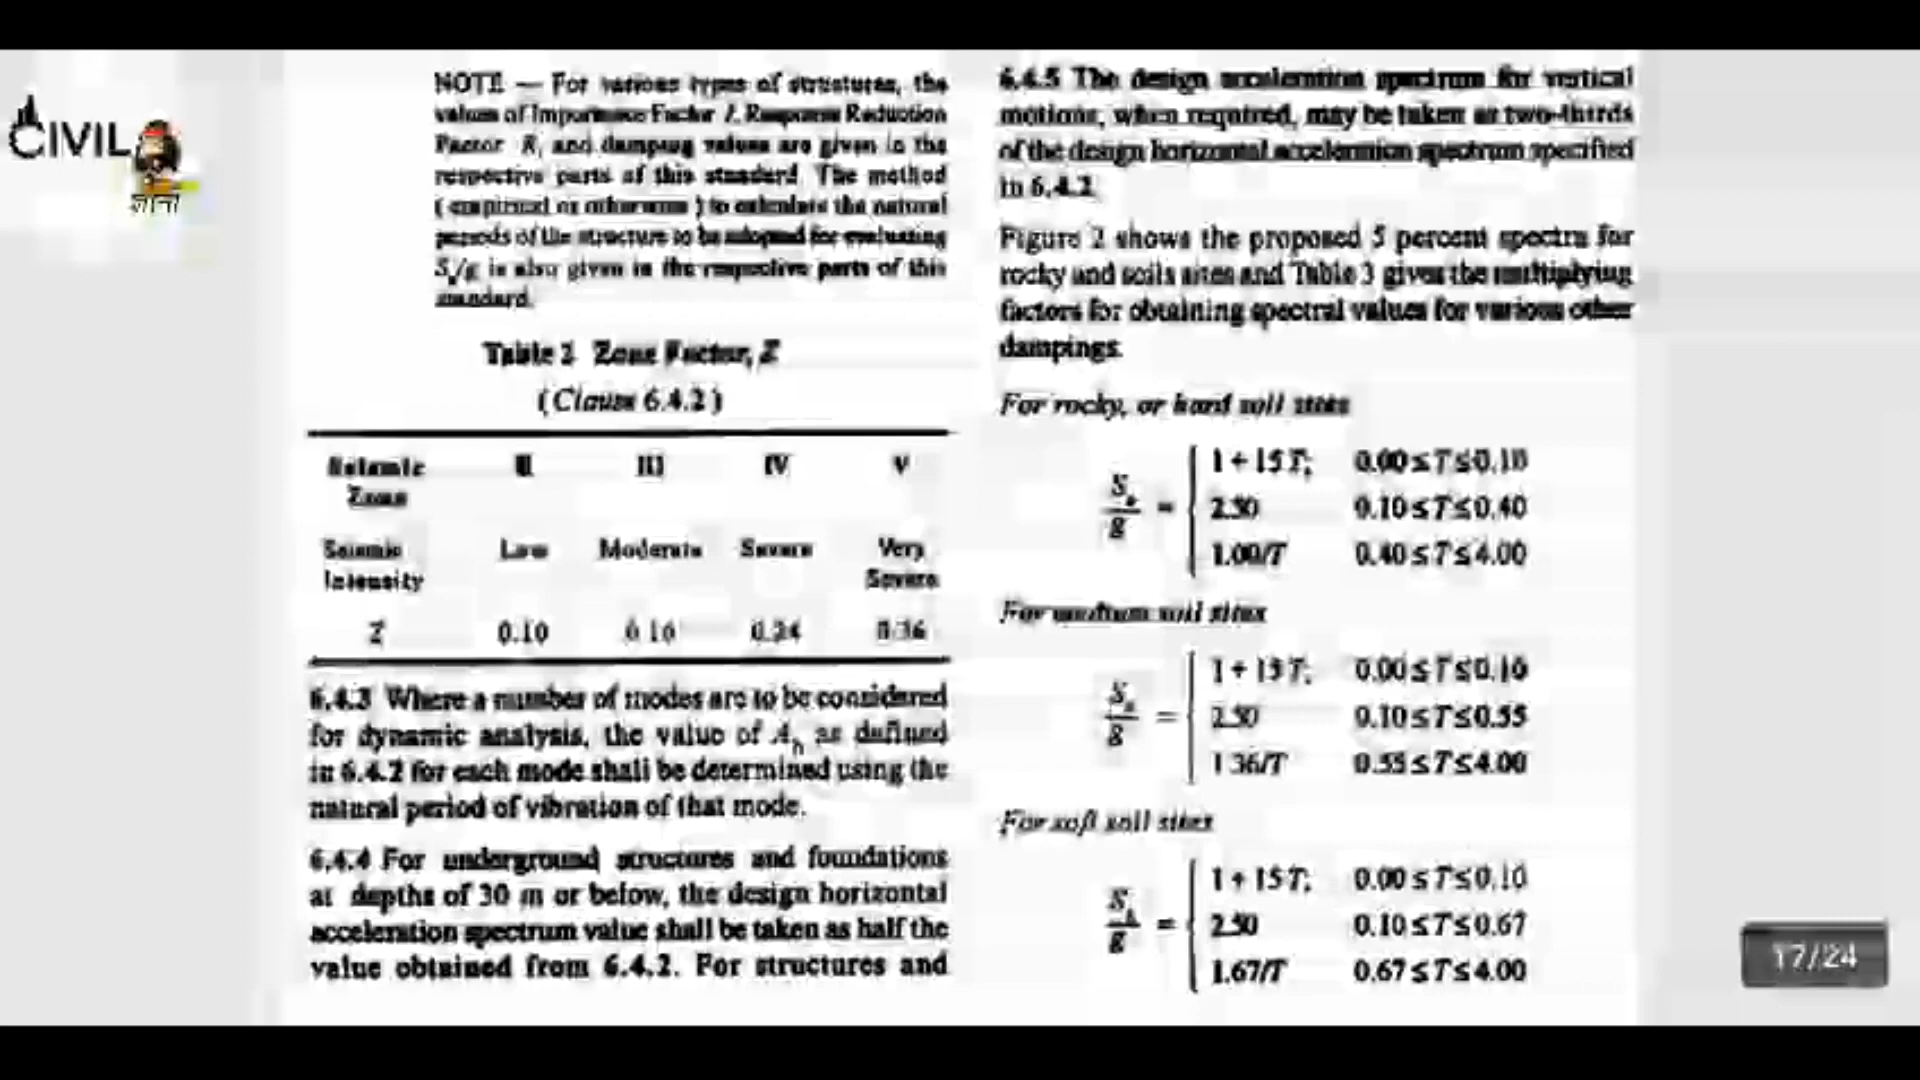 CIVIL
ज्ञानी
NOTE — For various types of structures, the
values of Importance Factor I, Response Reduction
Factor R, and damping values are given in the
respective parts of this standard. The method
( empirical or otherwise ) to calculate the natural
periods of the structure to be adopted for evaluating
Sa/g is also given in the respective parts of this
standard.
Table 2 Zone Factor, Z
( Clause 6.4.2 )
Seismic Zone II III IV V
Seismic Intensity Low Moderate Severe Very Severe
Z 0.10 0.16 0.24 0.36
6.4.3 Where a number of modes are to be considered
for dynamic analysis, the value of Ah as defined
in 6.4.2 for each mode shall be determined using the
natural period of vibration of that mode.
6.4.4 For underground structures and foundations
at depths of 30 m or below, the design horizontal
acceleration spectrum value shall be taken as half the
value obtained from 6.4.2. For structures and
6.4.5 The design acceleration spectrum for vertical
motions, when required, may be taken as two-thirds
of the design horizontal acceleration spectrum specified
in 6.4.2.
Figure 2 shows the proposed 5 percent spectra for
rocky and soils sites and Table 3 gives the multiplying
factors for obtaining spectral values for various other
dampings.
For rocky, or hard soil sites
1 + 15 T; 0.00 ≤ T ≤ 0.10
Sa/g = 2.50 0.10 ≤ T ≤ 0.40
1.00/T 0.40 ≤ T ≤ 4.00
For medium soil sites
1 + 15 T; 0.00 ≤ T ≤ 0.10
Sa/g = 2.50 0.10 ≤ T ≤ 0.55
1.36/T 0.55 ≤ T ≤ 4.00
For soft soil sites
1 + 15 T; 0.00 ≤ T ≤ 0.10
Sa/g = 2.50 0.10 ≤ T ≤ 0.67
1.67/T 0.67 ≤ T ≤ 4.00
17/24